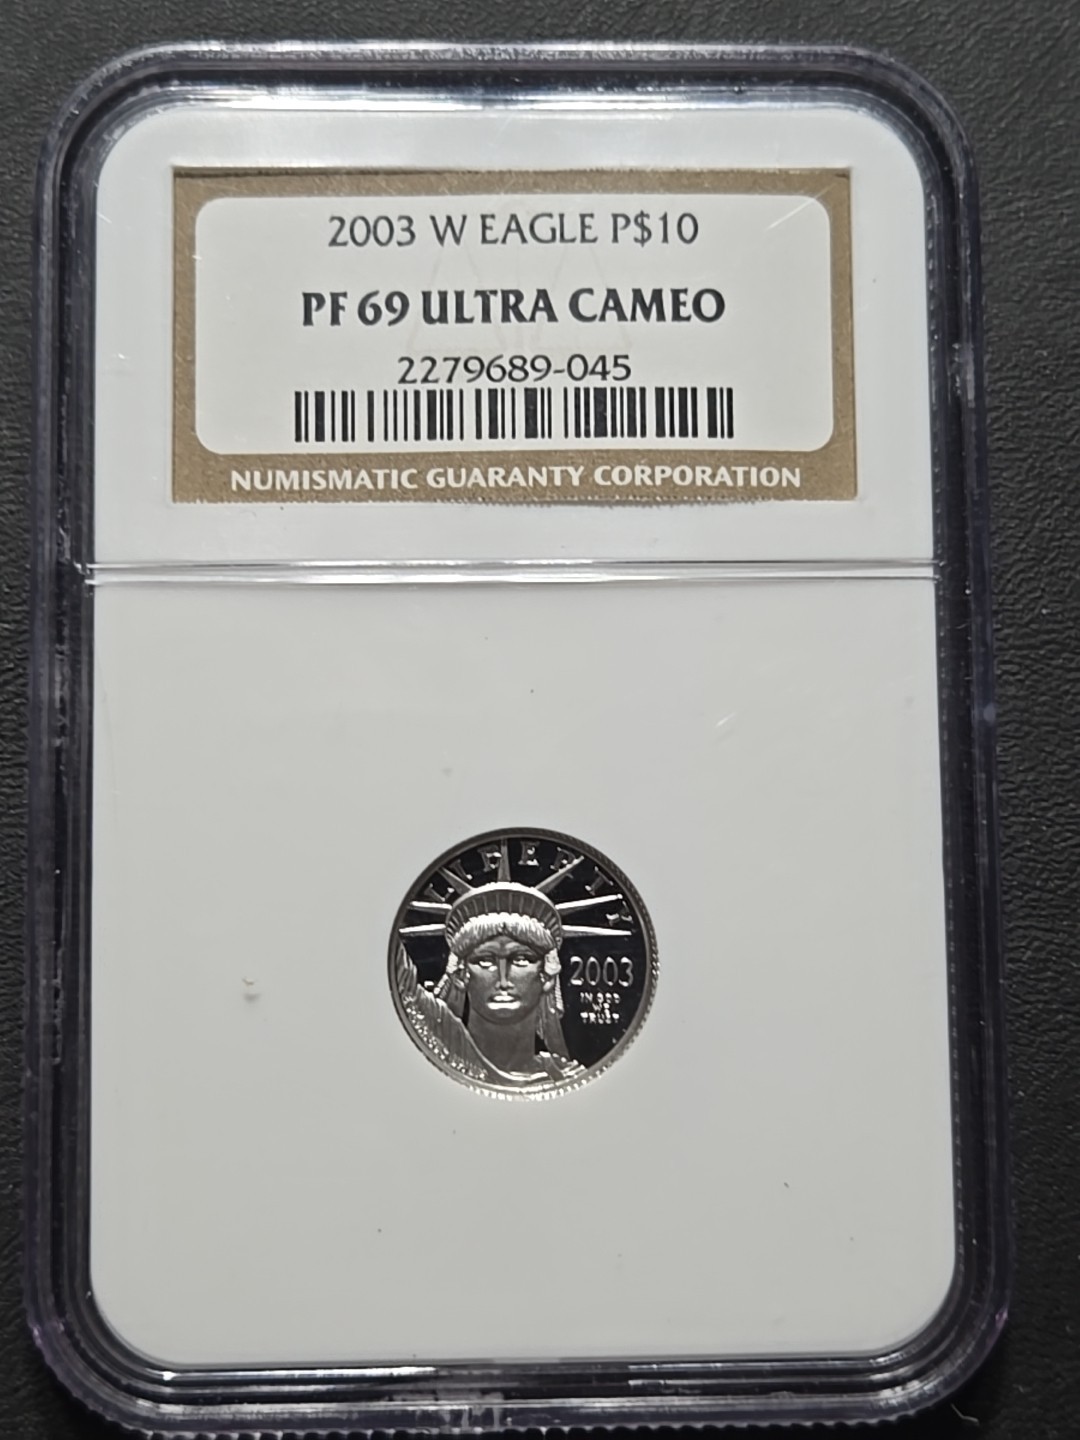 2003 W EAGLE P$10
PF 69 ULTRA CAMEO
2279689-045
NUMISMATIC GUARANTY CORPORATION
LIBERTY
2003
IN GOD
WE
TRUST